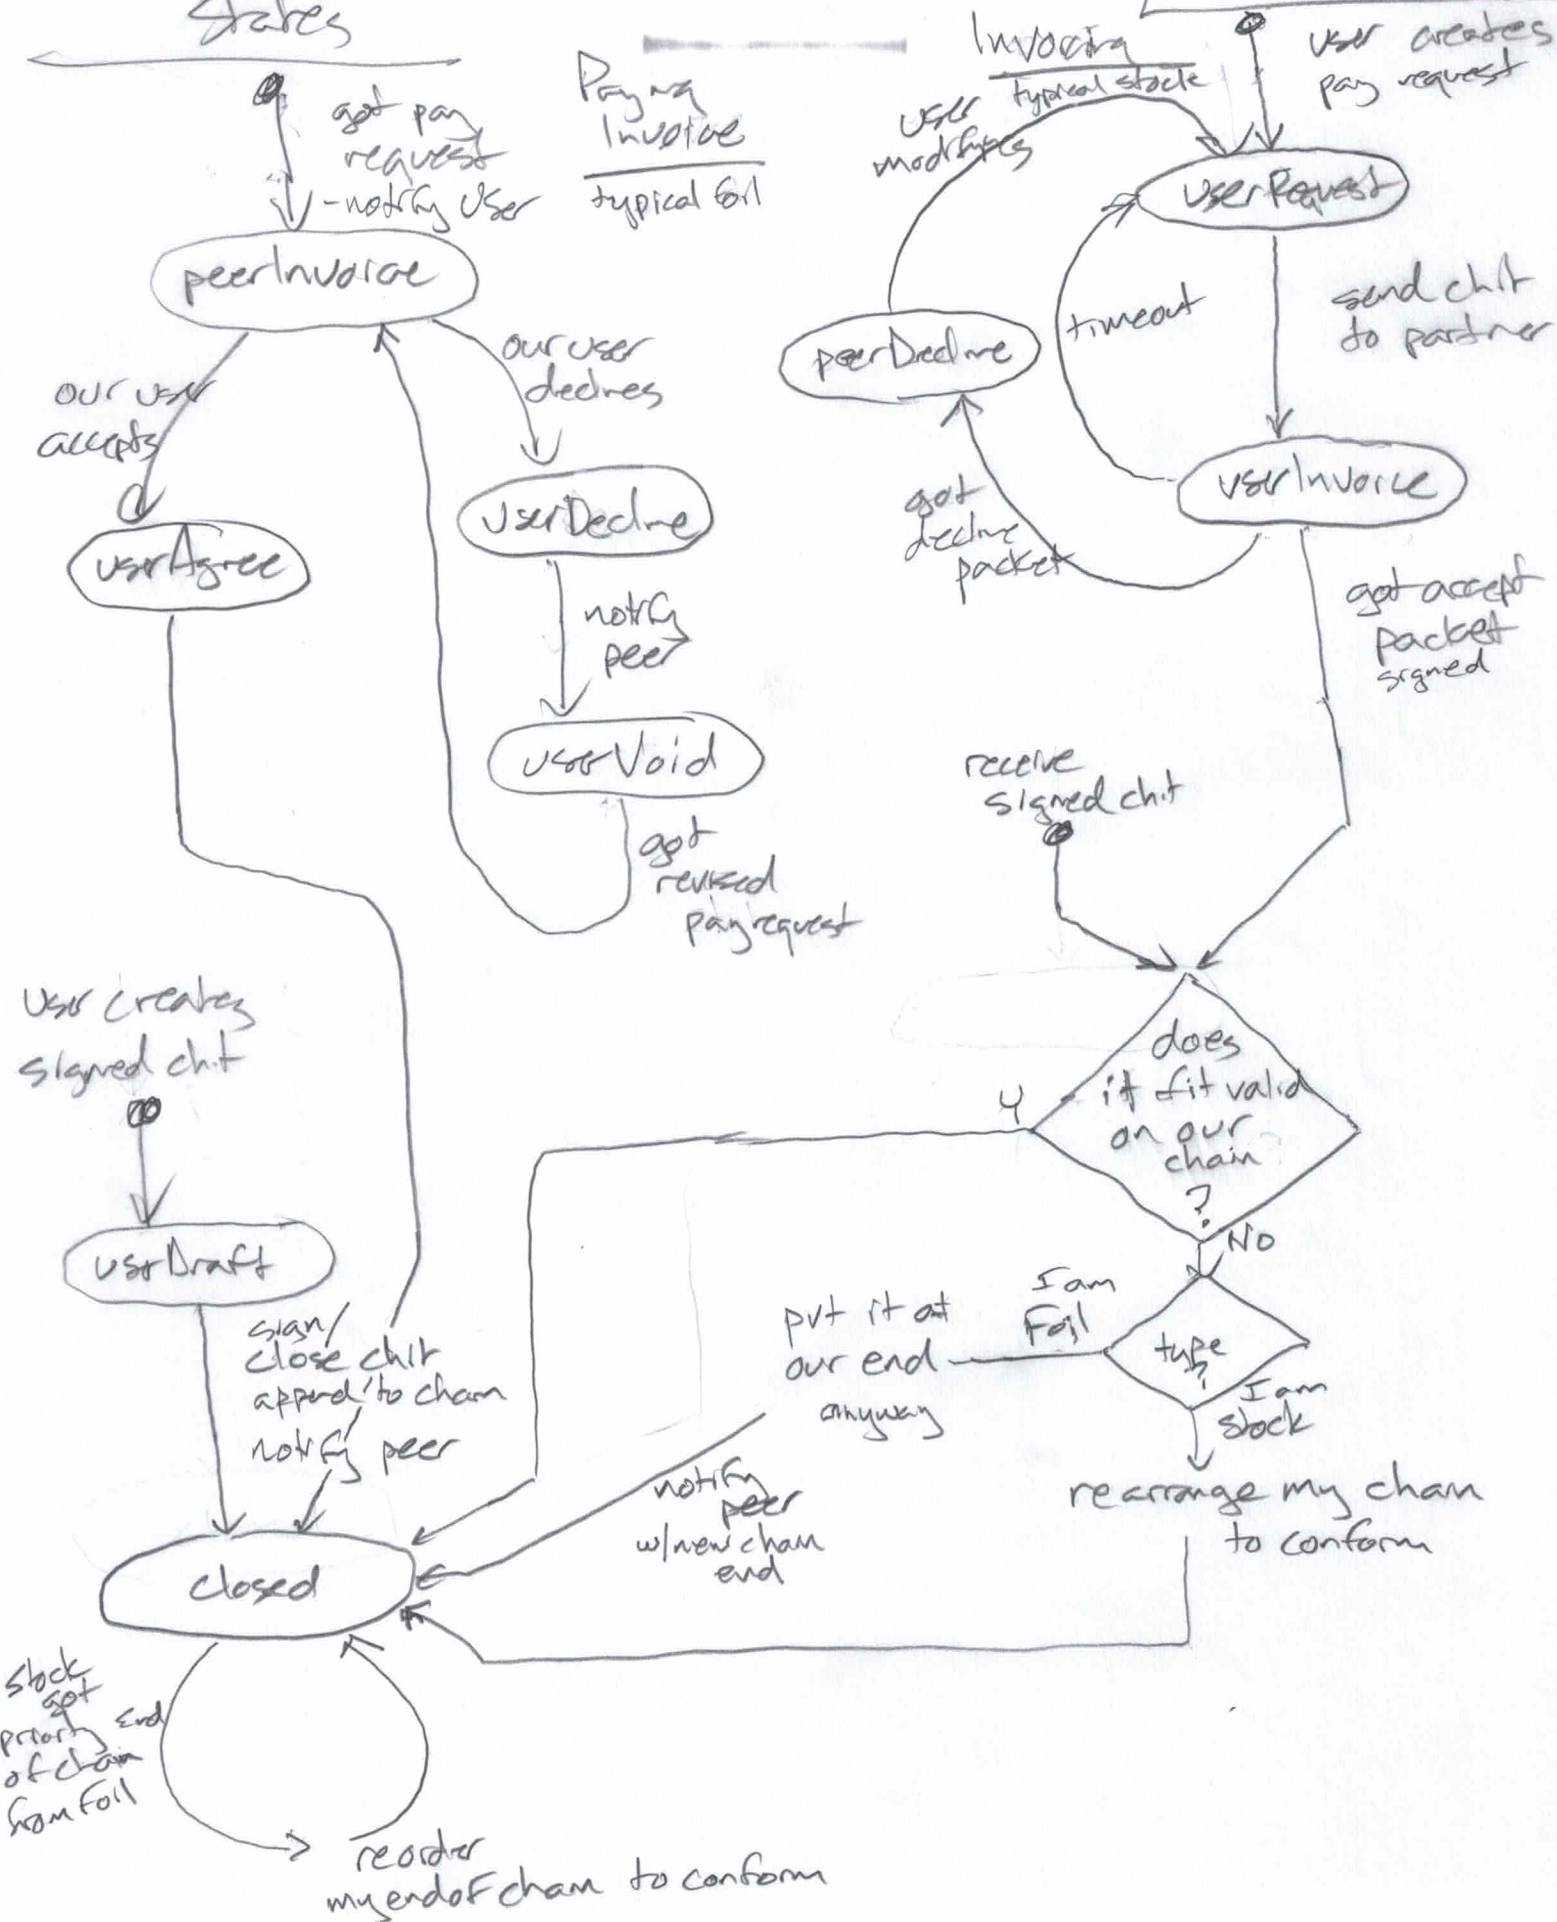 States
got pay
request
-notify user
Paying
Invoice
typical foil
Invoicing
typical stock
user creates
pay request
user
modifyes
userRequest
peerInvoice
send chit
to partner
timeout
peerDecline
our user
declines
our user
accepts
userInvoice
got
decline
packet
userDecline
userAgree
got accept
packet
signed
notify
peer
userVoid
receive
signed chit
got
revised
payrequest
user creates
signed chit
does
it fit valid
on our
chain
?
Y
No
userDraft
I am
Foil
type
?
put it at
our end
anyway
I am
stock
sign/
close chit
append to chain
notify peer
notify
peer
w/new chain
end
rearrange my chain
to conform
closed
stock
got
priority end
of chain
from foil
reorder
my end of chain to conform